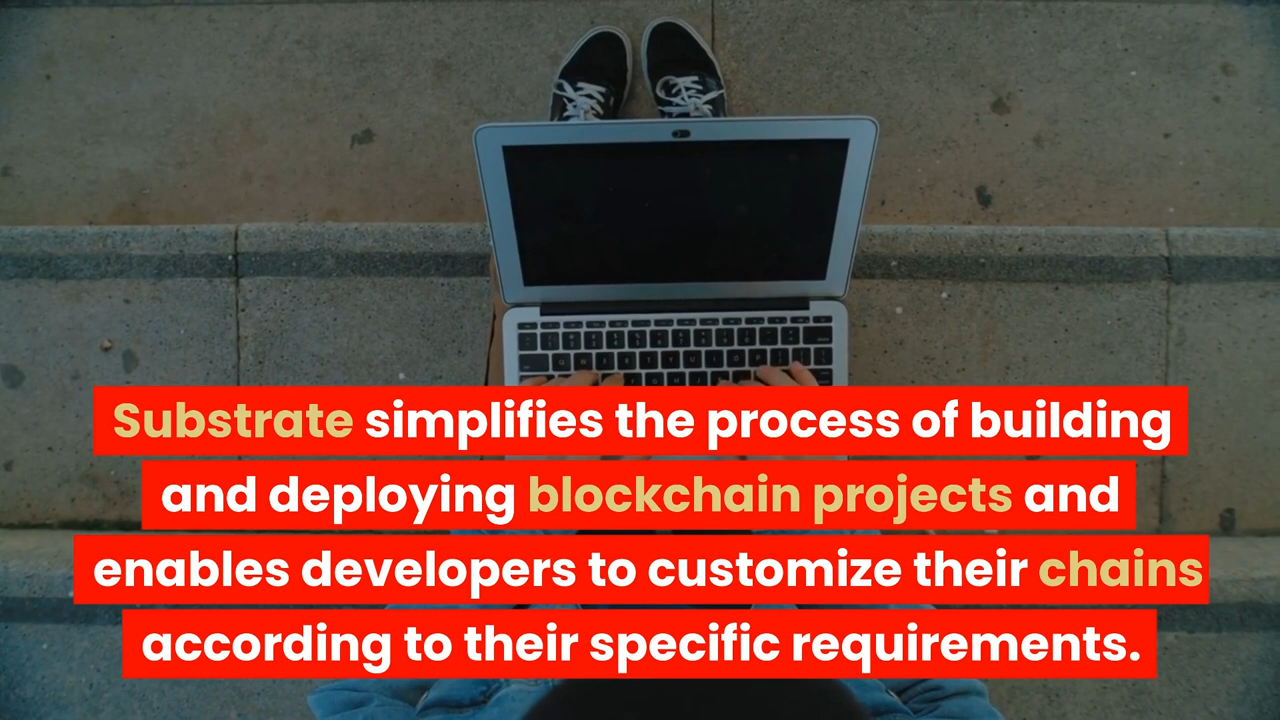 Substrate simplifies the process of building
and deploying blockchain projects and
enables developers to customize their chains
according to their specific requirements.